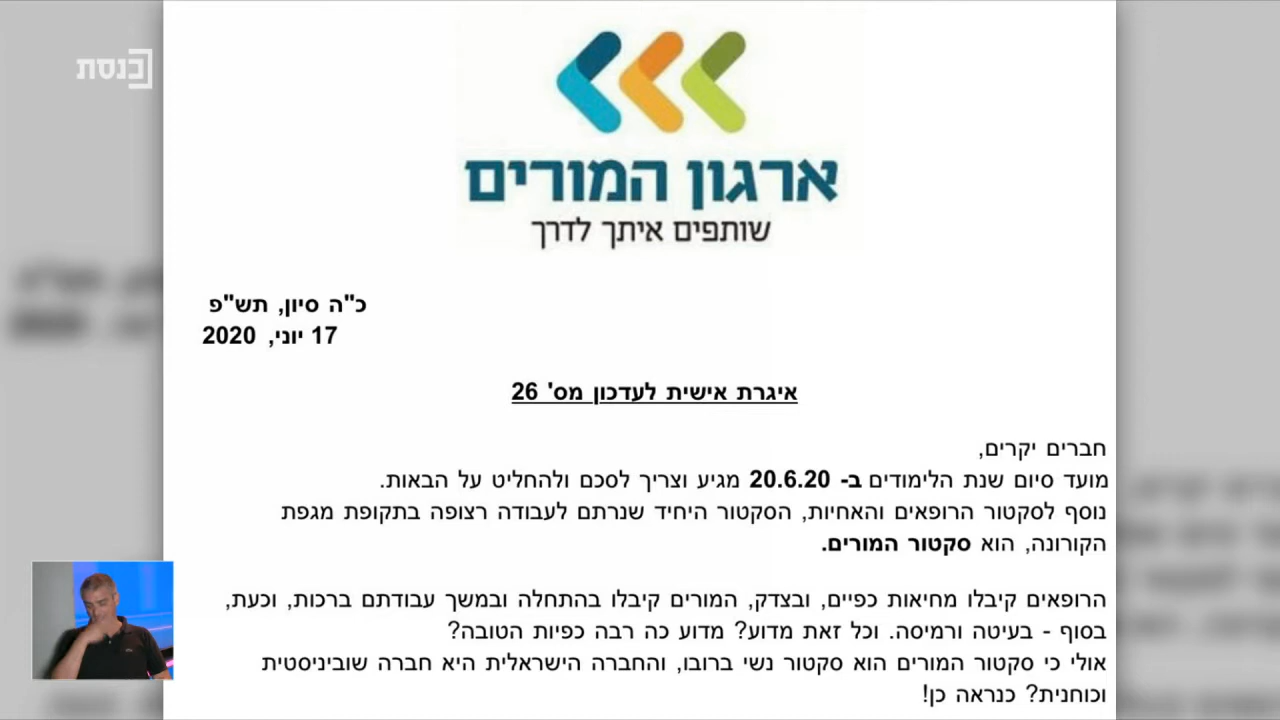 כנסת
ארגון המורים
שותפים איתך לדרך
כ"ה סיון, תש"פ
17 יוני, 2020
איגרת אישית לעדכון מס' 26
חברים יקרים,
מועד סיום שנת הלימודים ב- 20.6.20 מגיע וצריך לסכם ולהחליט על הבאות.
נוסף לסקטור הרופאים והאחיות, הסקטור היחיד שנרתם לעבודה רצופה בתקופת מגפת
הקורונה, הוא סקטור המורים.
הרופאים קיבלו מחיאות כפיים, ובצדק, המורים קיבלו בהתחלה ובמשך עבודתם ברכות, וכעת,
בסוף - בעיטה ורמיסה. וכל זאת מדוע? מדוע כה רבה כפיות הטובה?
אולי כי סקטור המורים הוא סקטור נשי ברובו, והחברה הישראלית היא חברה שוביניסטית
וכוחנית? כנראה כן!